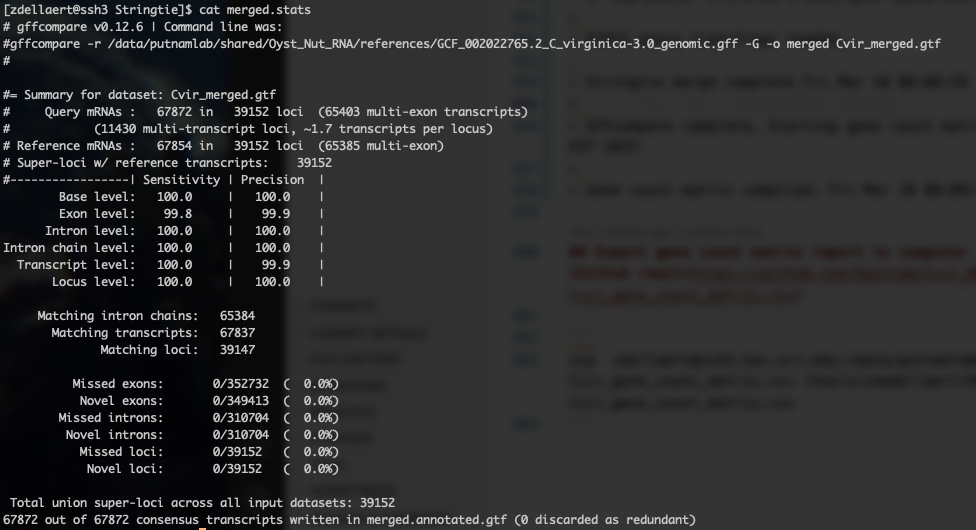 [zdellaert@ssh3 Stringtie]$ cat merged.stats
# gffcompare v0.12.6 | Command line was:
#gffcompare -r /data/putnamlab/shared/Oyst_Nut_RNA/references/GCF_002022765.2_C_virginica-3.0_genomic.gff -G -o merged Cvir_merged.gtf
#
#= Summary for dataset: Cvir_merged.gtf
#     Query mRNAs :   67872 in   39152 loci  (65403 multi-exon transcripts)
#            (11430 multi-transcript loci, ~1.7 transcripts per locus)
# Reference mRNAs :   67854 in   39152 loci  (65385 multi-exon)
# Super-loci w/ reference transcripts:    39152
#-----------------| Sensitivity | Precision  |
        Base level:   100.0     |   100.0    |
        Exon level:    99.8     |    99.9    |
      Intron level:   100.0     |   100.0    |
Intron chain level:   100.0     |   100.0    |
  Transcript level:   100.0     |    99.9    |
       Locus level:   100.0     |   100.0    |
     Matching intron chains:   65384
       Matching transcripts:   67837
              Matching loci:   39147
          Missed exons:       0/352732  (  0.0%)
           Novel exons:       0/349413  (  0.0%)
        Missed introns:       0/310704  (  0.0%)
         Novel introns:       0/310704  (  0.0%)
           Missed loci:       0/39152   (  0.0%)
            Novel loci:       0/39152   (  0.0%)
 Total union super-loci across all input datasets: 39152
67872 out of 67872 consensus transcripts written in merged.annotated.gtf (0 discarded as redundant)